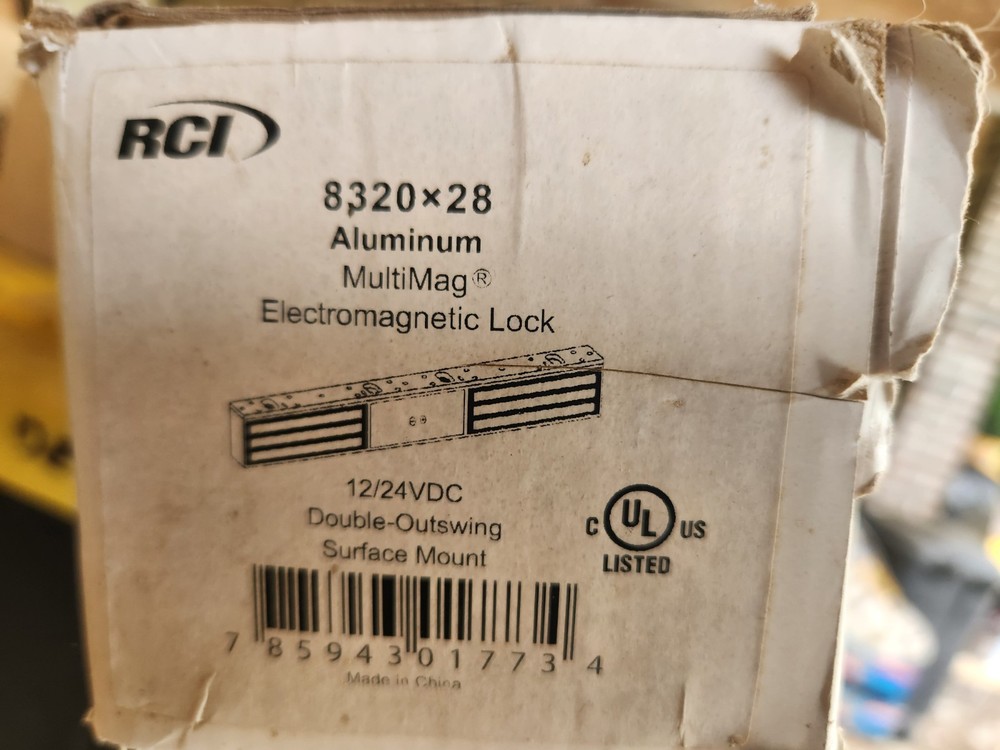 RCI
8320×28
Aluminum
MultiMag®
Electromagnetic Lock
12/24VDC
Double-Outswing
Surface Mount
C UL US
LISTED
7 85943 01773 4
Made in China